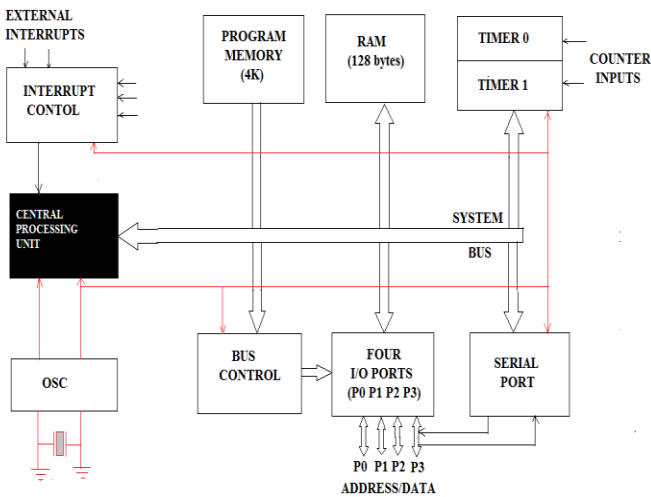 EXTERNAL
INTERRUPTS
INTERRUPT
CONTOL
PROGRAM
MEMORY
(4K)
RAM
(128 bytes)
TIMER 0
TIMER 1
COUNTER
INPUTS
CENTRAL
PROCESSING
UNIT
SYSTEM
BUS
OSC
BUS
CONTROL
FOUR
I/O PORTS
(P0 P1 P2 P3)
SERIAL
PORT
P0 P1 P2 P3
ADDRESS/DATA